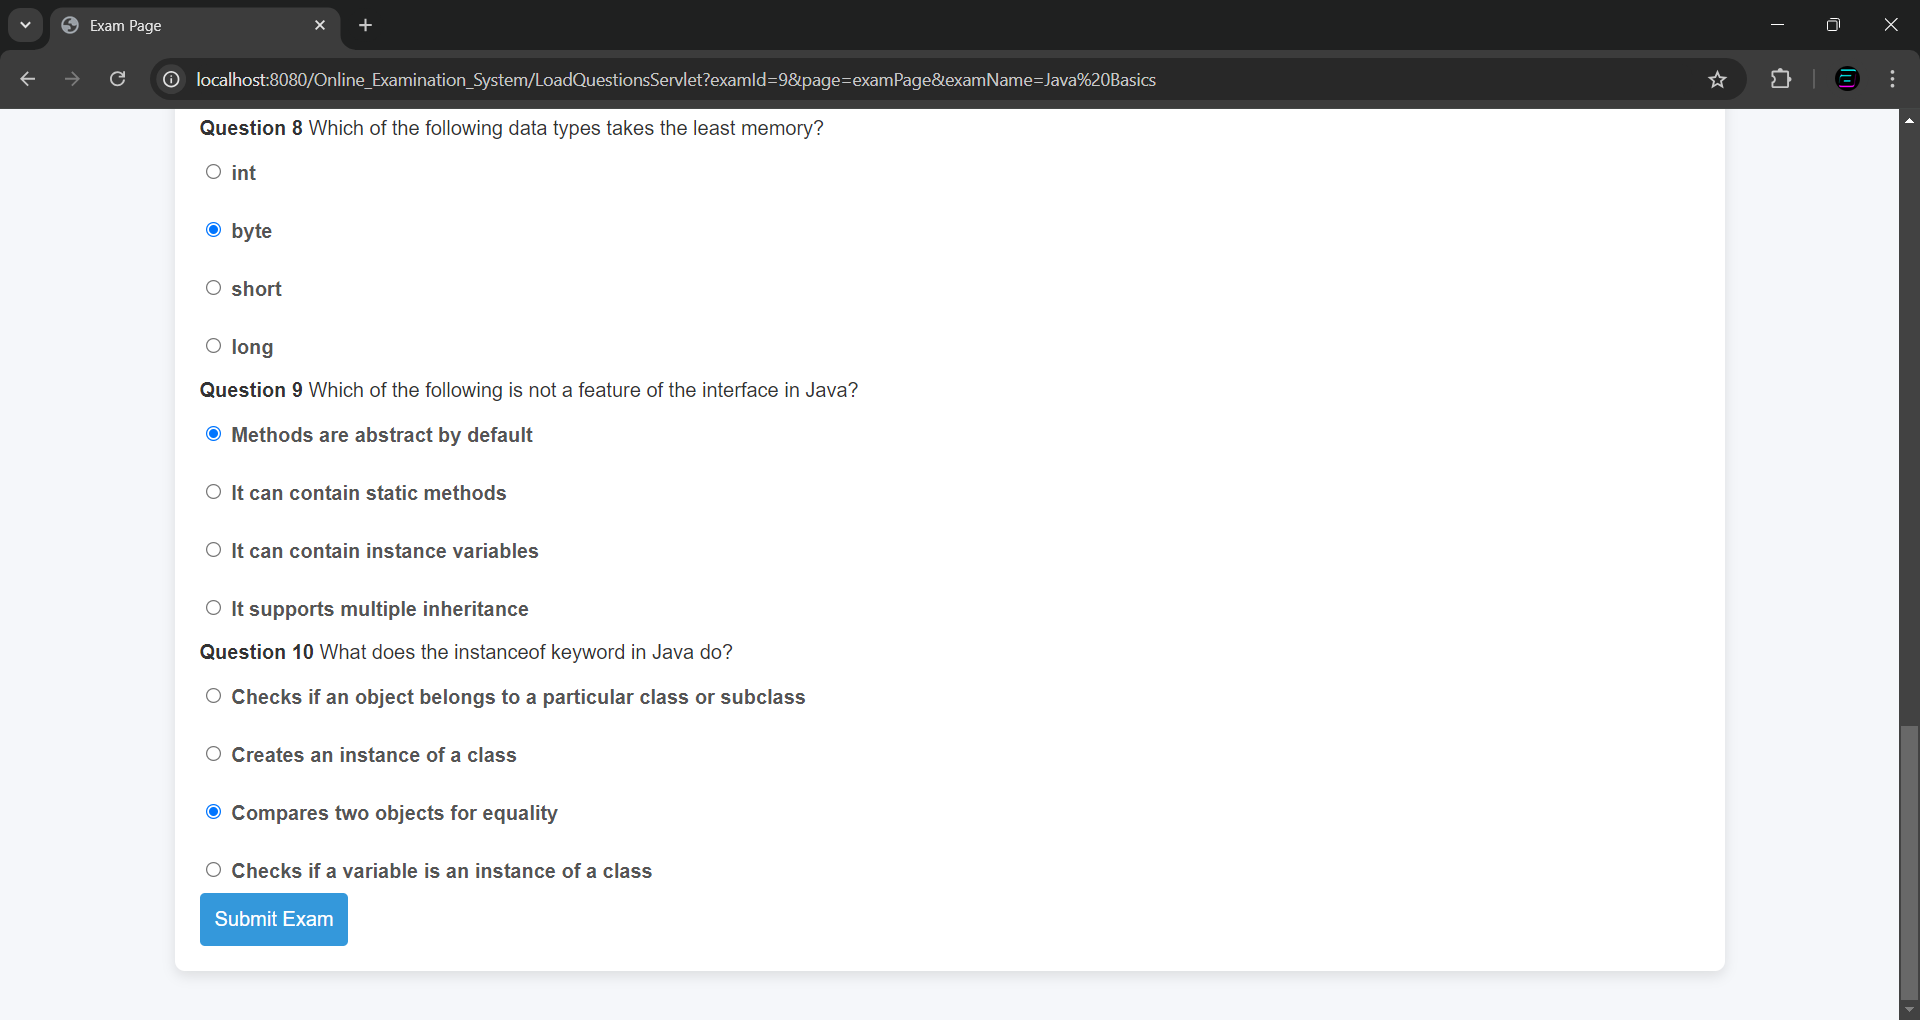 Exam Page
localhost:8080/Online_Examination_System/LoadQuestionsServlet?examId=9&page=examPage&examName=Java%20Basics
Question 8 Which of the following data types takes the least memory?
int
byte
short
long
Question 9 Which of the following is not a feature of the interface in Java?
Methods are abstract by default
It can contain static methods
It can contain instance variables
It supports multiple inheritance
Question 10 What does the instanceof keyword in Java do?
Checks if an object belongs to a particular class or subclass
Creates an instance of a class
Compares two objects for equality
Checks if a variable is an instance of a class
Submit Exam